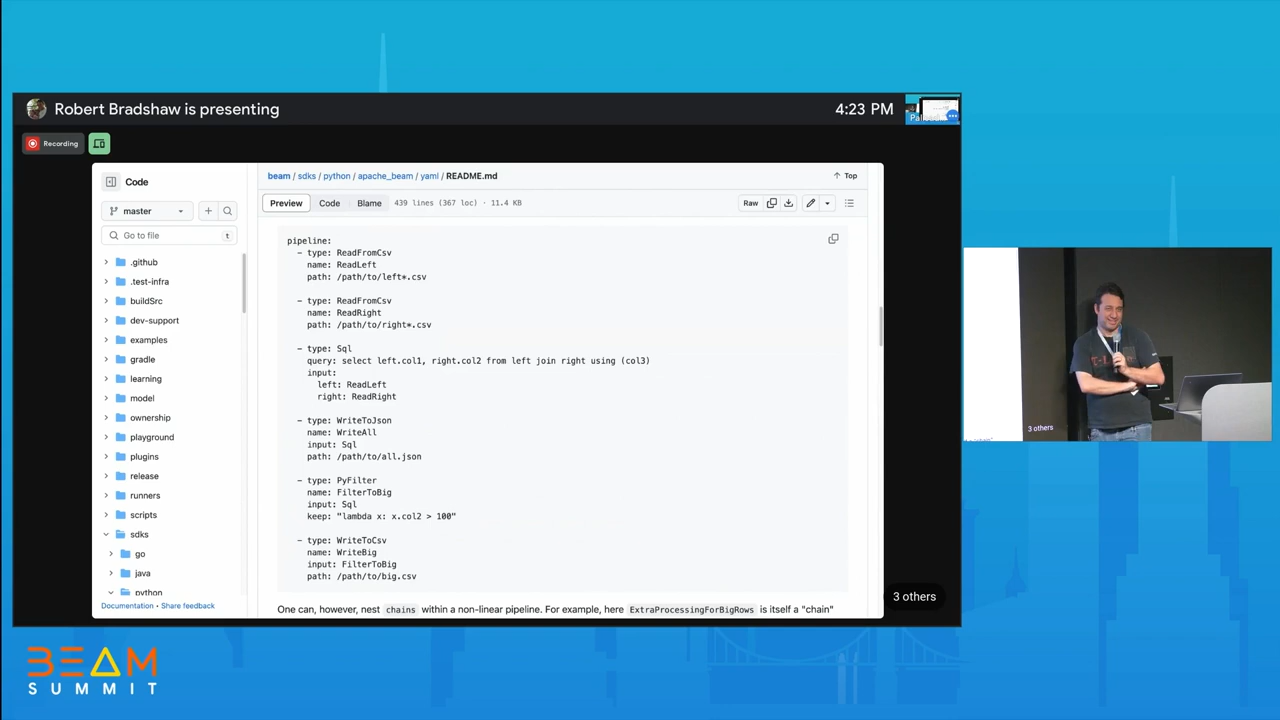 Robert Bradshaw is presenting
4:23 PM
Recording
Code
master
Go to file
t
.github
.test-infra
buildSrc
dev-support
examples
gradle
learning
model
ownership
playground
plugins
release
runners
scripts
sdks
go
java
python
Documentation • Share feedback
beam / sdks / python / apache_beam / yaml / README.md
Top
Preview
Code
Blame
439 lines (367 loc) · 11.4 KB
Raw
pipeline:
- type: ReadFromCsv
name: ReadLeft
path: /path/to/left*.csv
- type: ReadFromCsv
name: ReadRight
path: /path/to/right*.csv
- type: Sql
query: select left.col1, right.col2 from left join right using (col3)
input:
left: ReadLeft
right: ReadRight
- type: WriteToJson
name: WriteAll
input: Sql
path: /path/to/all.json
- type: PyFilter
name: FilterToBig
input: Sql
keep: "lambda x: x.col2 > 100"
- type: WriteToCsv
name: WriteBig
input: FilterToBig
path: /path/to/big.csv
One can, however, nest chains within a non-linear pipeline. For example, here ExtraProcessingForBigRows is itself a "chain"
3 others
3 others
BEAM
SUMMIT